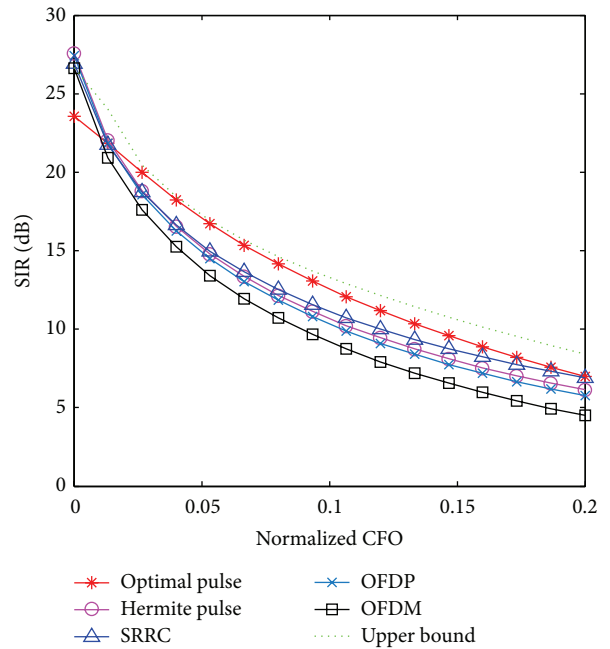 30
25
20
15
10
5
0
SIR (dB)
0
0.05
0.1
0.15
0.2
Normalized CFO
Optimal pulse
Hermite pulse
SRRC
OFDP
OFDM
Upper bound